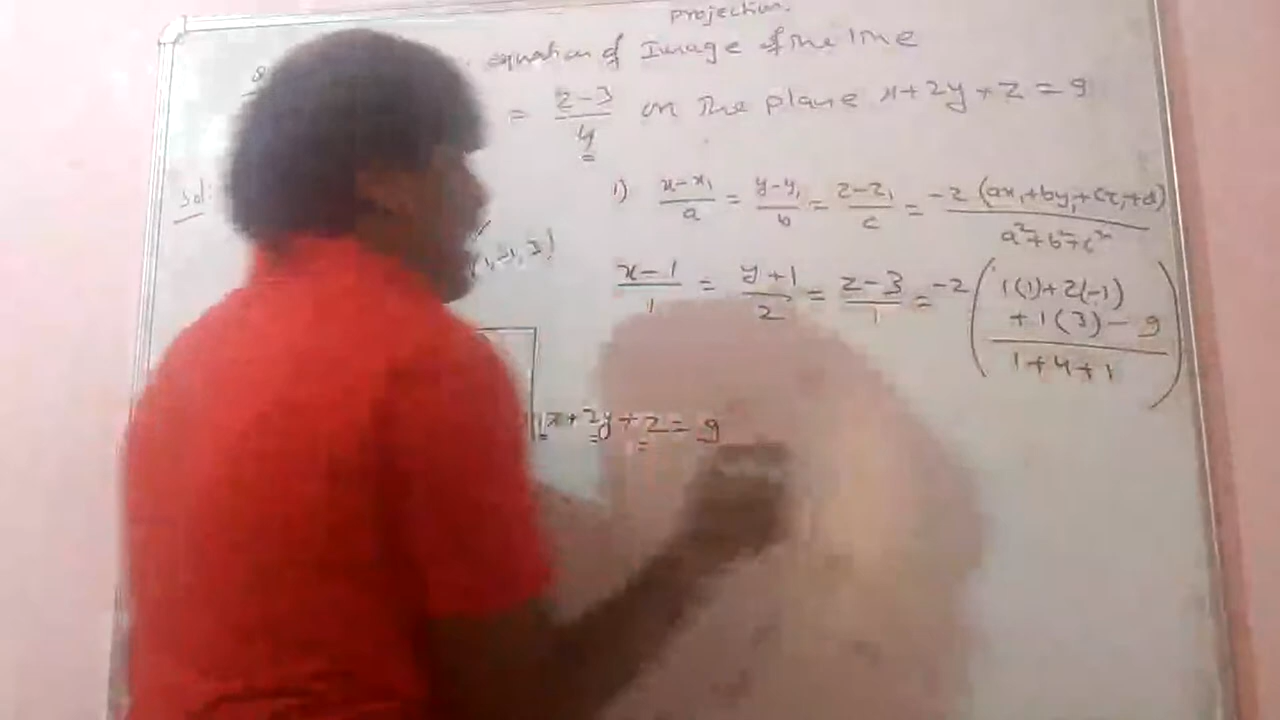 Projection.
equation of Image of the line
= z-3/4 on the plane x+2y+z=9
Sol:
1) x-x₁/a = y-y₁/b = z-z₁/c = -2(ax₁+by₁+cz₁+d)/a²+b²+c²
,-1,3)
x-1/1 = y+1/2 = z-3/1 = -2(1(1)+2(-1)+1(3)-9/1+4+1)
1x+2y+z=9